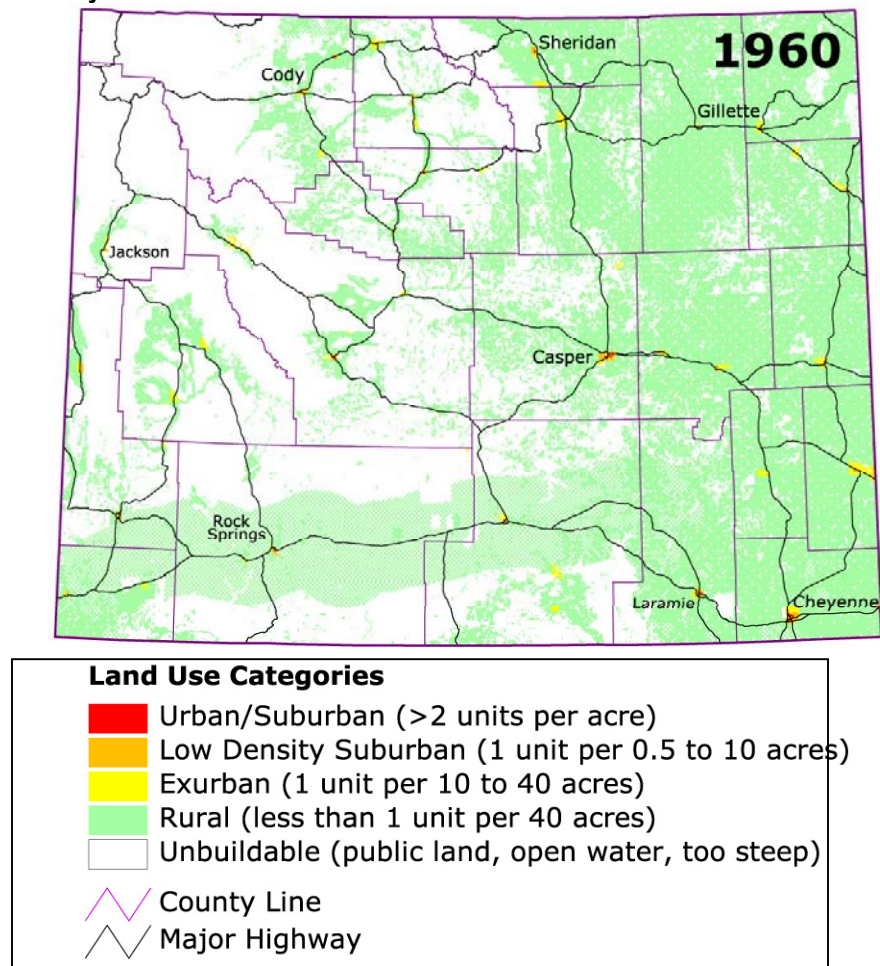 1960
Sheridan
Cody
Gillette
Jackson
Casper
Rock
Springs
Laramie
Cheyenne
Land Use Categories
Urban/Suburban (>2 units per acre)
Low Density Suburban (1 unit per 0.5 to 10 acres)
Exurban (1 unit per 10 to 40 acres)
Rural (less than 1 unit per 40 acres)
Unbuildable (public land, open water, too steep)
County Line
Major Highway